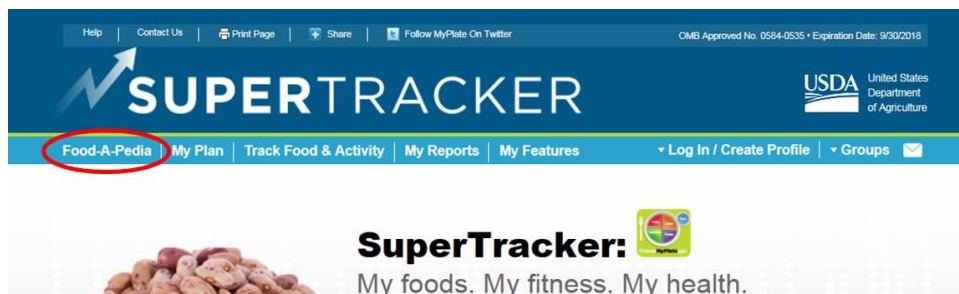 Help | Contact Us | Print Page | Share | Follow MyPlate On Twitter OMB Approved No. 0584-0535 • Expiration Date: 9/30/2018
SUPERTRACKER
USDA United States
Department
of Agriculture
Food-A-Pedia | My Plan | Track Food & Activity | My Reports | My Features Log In / Create Profile | Groups
SuperTracker:
My foods. My fitness. My health.